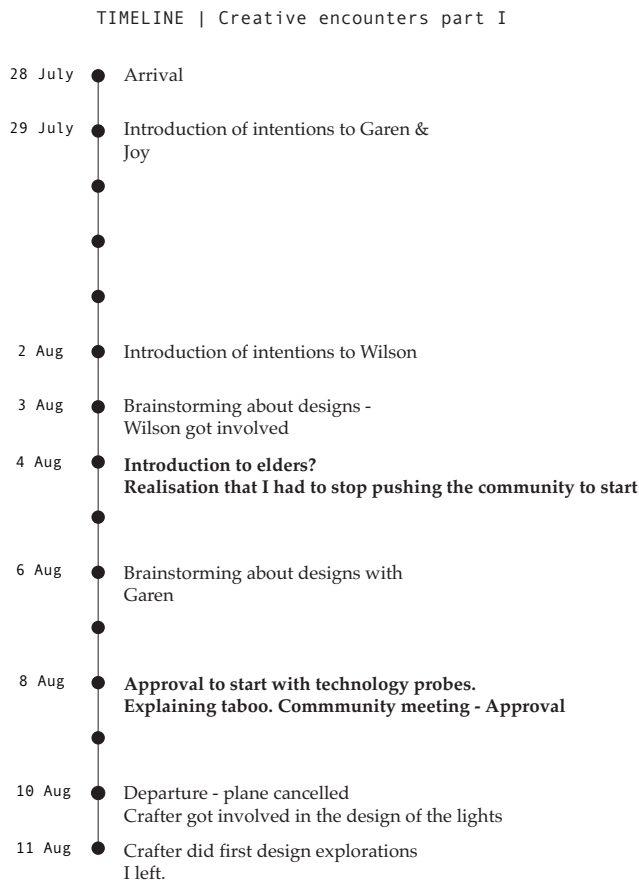 TIMELINE | Creative encounters part I
28 July Arrival
29 July Introduction of intentions to Garen &
Joy
2 Aug Introduction of intentions to Wilson
3 Aug Brainstorming about designs -
Wilson got involved
4 Aug Introduction to elders?
Realisation that I had to stop pushing the community to start
6 Aug Brainstorming about designs with
Garen
8 Aug Approval to start with technology probes.
Explaining taboo. Commmunity meeting - Approval
10 Aug Departure - plane cancelled
Crafter got involved in the design of the lights
11 Aug Crafter did first design explorations
I left.